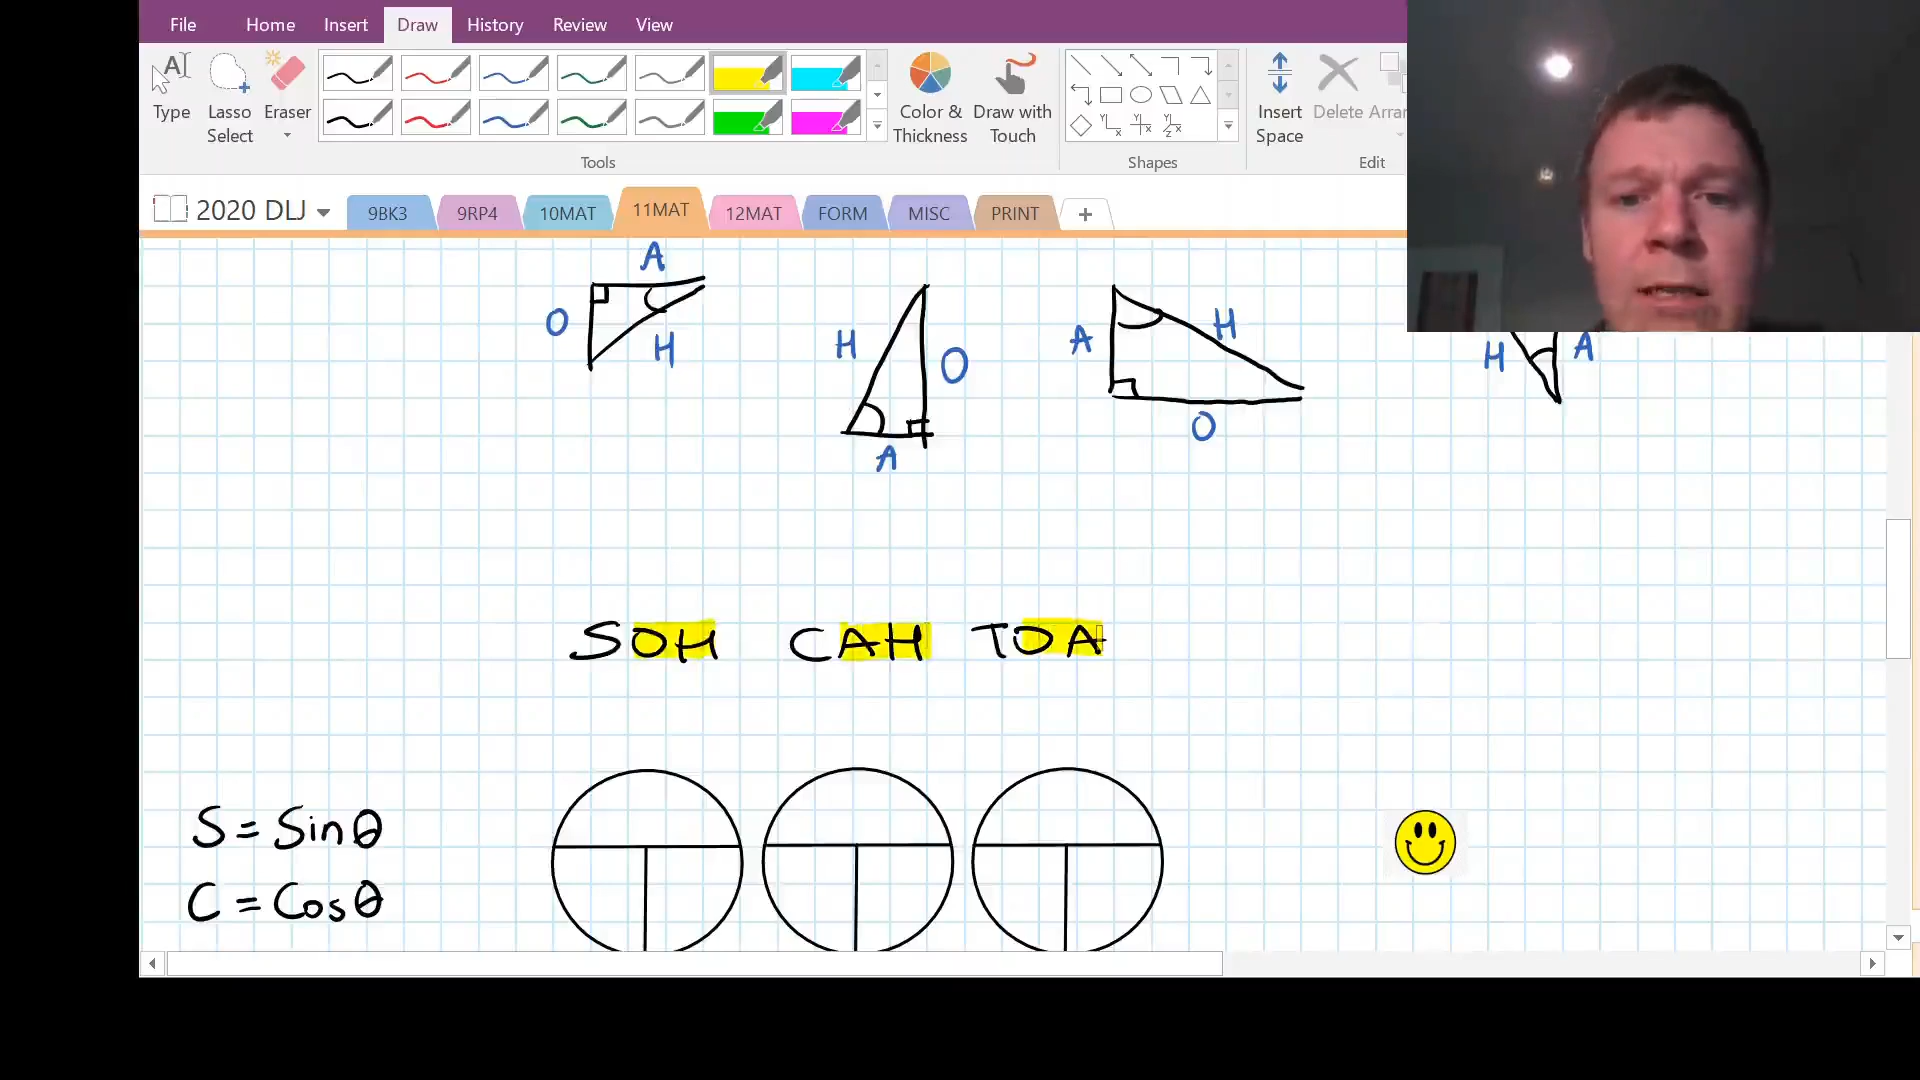 File Home Insert Draw History Review View
Type Lasso Select Eraser
Color & Thickness
Draw with Touch
Insert Space
Delete Arran
Tools Shapes Edit
2020 DLJ 9BK3 9RP4 10MAT 11MAT 12MAT FORM MISC PRINT +
A
O
H
H
O
A
A
H
O
H A
SOH CAH TOA
S = Sinθ
C = Cosθ